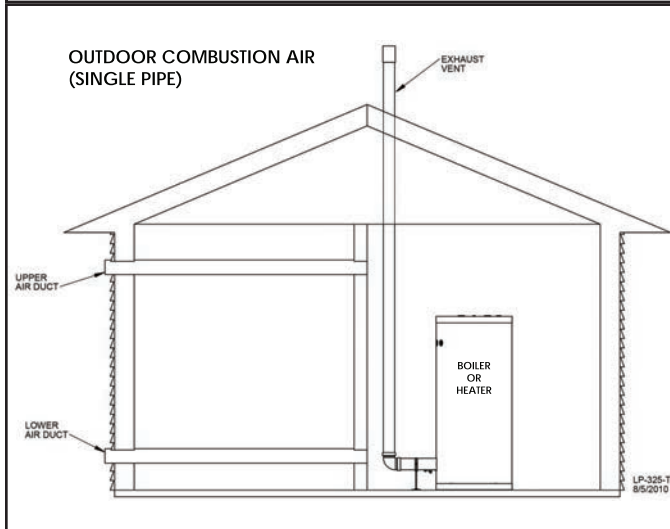 OUTDOOR COMBUSTION AIR
(SINGLE PIPE)
EXHAUST
VENT
UPPER
AIR DUCT
BOILER
OR
HEATER
LOWER
AIR DUCT
LP-325-T
8/5/2010